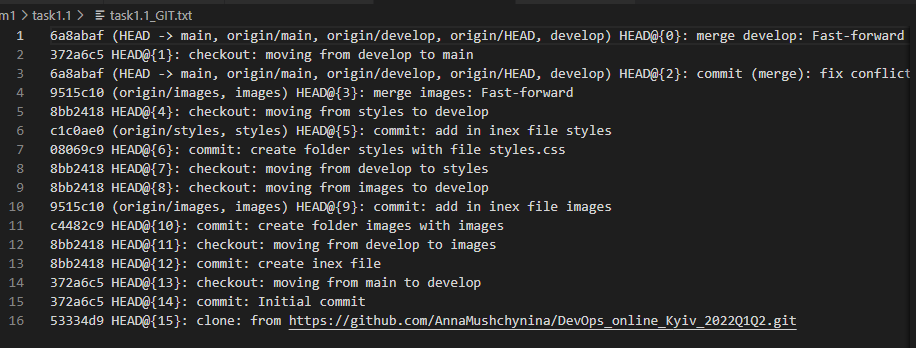 m1 > task1.1 > task1.1_GIT.txt
1 6a8abaf (HEAD -> main, origin/main, origin/develop, origin/HEAD, develop) HEAD@{0}: merge develop: Fast-forward
2 372a6c5 HEAD@{1}: checkout: moving from develop to main
3 6a8abaf (HEAD -> main, origin/main, origin/develop, origin/HEAD, develop) HEAD@{2}: commit (merge): fix conflict
4 9515c10 (origin/images, images) HEAD@{3}: merge images: Fast-forward
5 8bb2418 HEAD@{4}: checkout: moving from styles to develop
6 c1c0ae0 (origin/styles, styles) HEAD@{5}: commit: add in inex file styles
7 08069c9 HEAD@{6}: commit: create folder styles with file styles.css
8 8bb2418 HEAD@{7}: checkout: moving from develop to styles
9 8bb2418 HEAD@{8}: checkout: moving from images to develop
10 9515c10 (origin/images, images) HEAD@{9}: commit: add in inex file images
11 c4482c9 HEAD@{10}: commit: create folder images with images
12 8bb2418 HEAD@{11}: checkout: moving from develop to images
13 8bb2418 HEAD@{12}: commit: create inex file
14 372a6c5 HEAD@{13}: checkout: moving from main to develop
15 372a6c5 HEAD@{14}: commit: Initial commit
16 53334d9 HEAD@{15}: clone: from https://github.com/AnnaMushchynina/DevOps_online_Kyiv_2022Q1Q2.git